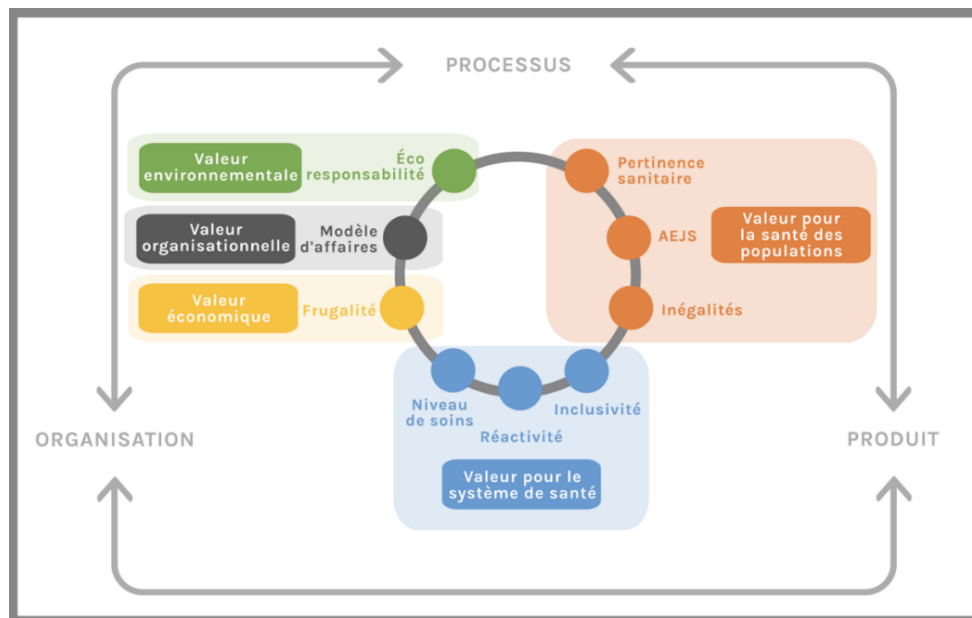 PROCESSUS
Valeur
environnementale
Éco
responsabilité
Valeur
organisationnelle
Modèle
d'affaires
Valeur
économique
Frugalité
Pertinence
sanitaire
AEJS
Inégalités
Valeur pour
la santé des
populations
Niveau
de soins
Réactivité
Inclusivité
Valeur pour le
système de santé
ORGANISATION
PRODUIT